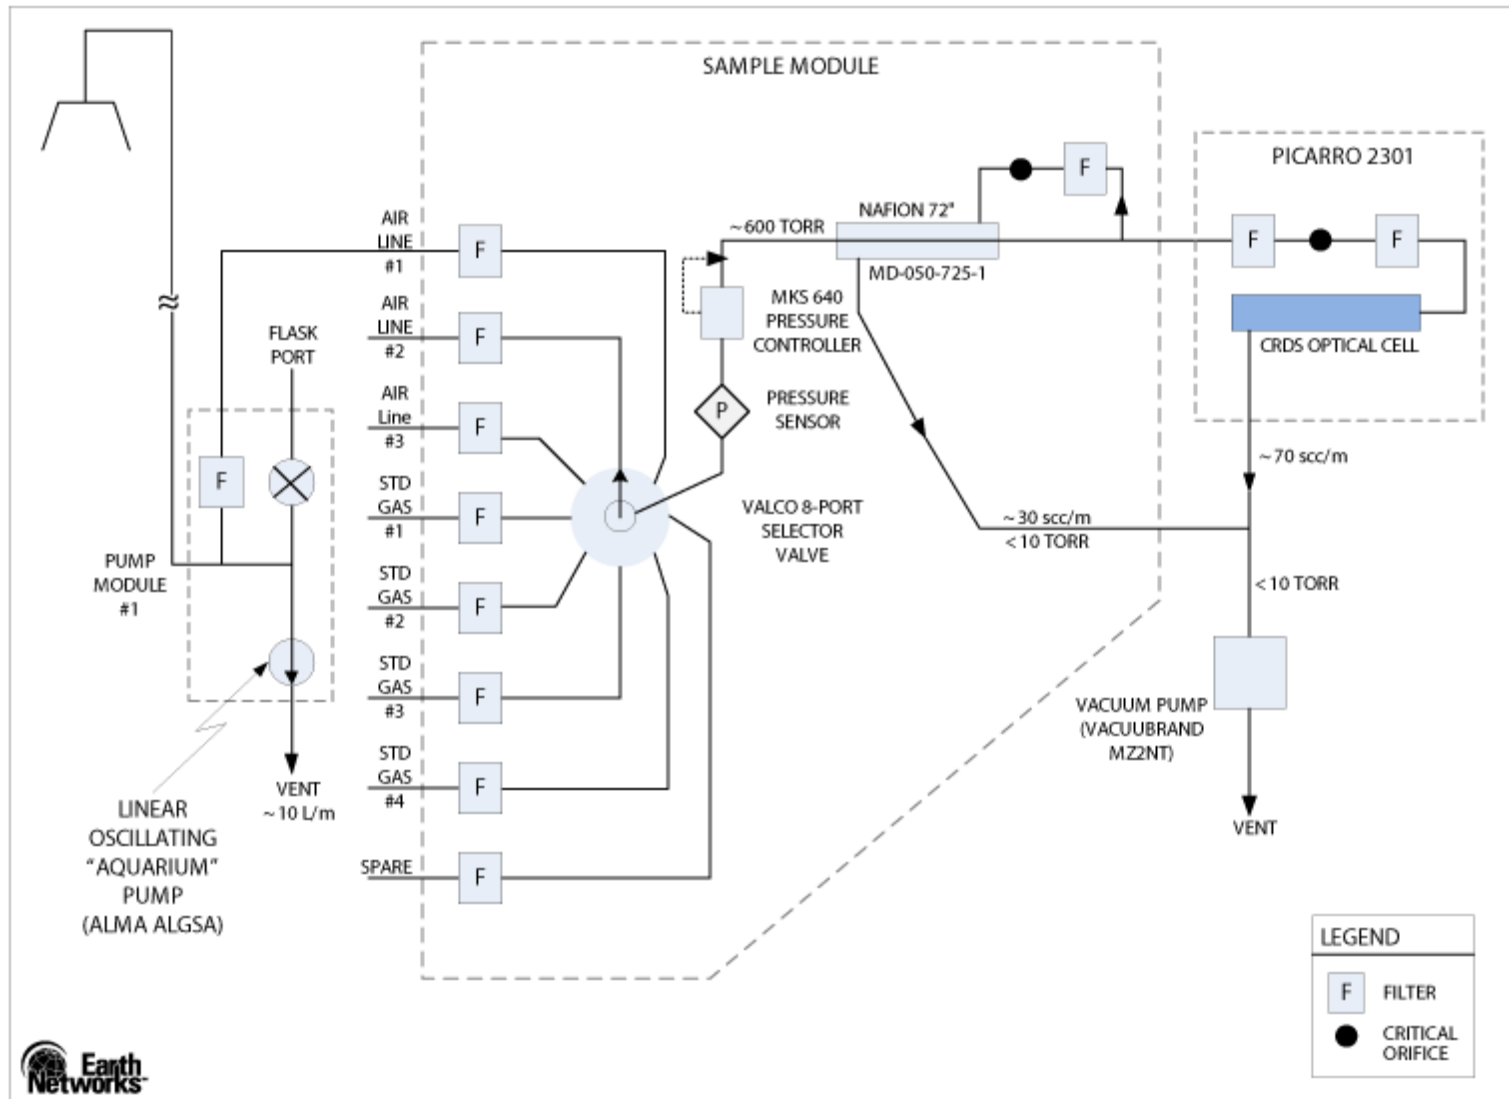 SAMPLE MODULE
PICARRO 2301
F
NAFION 72"
~600 TORR
MD-050-725-1
F
F
AIR
LINE
#1
F
AIR
LINE
#2
F
AIR
Line
#3
F
STD
GAS
#1
F
STD
GAS
#2
F
STD
GAS
#3
F
STD
GAS
#4
F
SPARE
F
MKS 640
PRESSURE
CONTROLLER
P
PRESSURE
SENSOR
VALCO 8-PORT
SELECTOR
VALVE
CRDS OPTICAL CELL
~70 scc/m
~30 scc/m
<10 TORR
<10 TORR
VACUUM PUMP
(VACUUBRAND
MZ2NT)
VENT
FLASK
PORT
F
PUMP
MODULE
#1
VENT
~10 L/m
LINEAR
OSCILLATING
"AQUARIUM"
PUMP
(ALMA ALGSA)
LEGEND
F FILTER
CRITICAL
ORIFICE
Earth
Networks